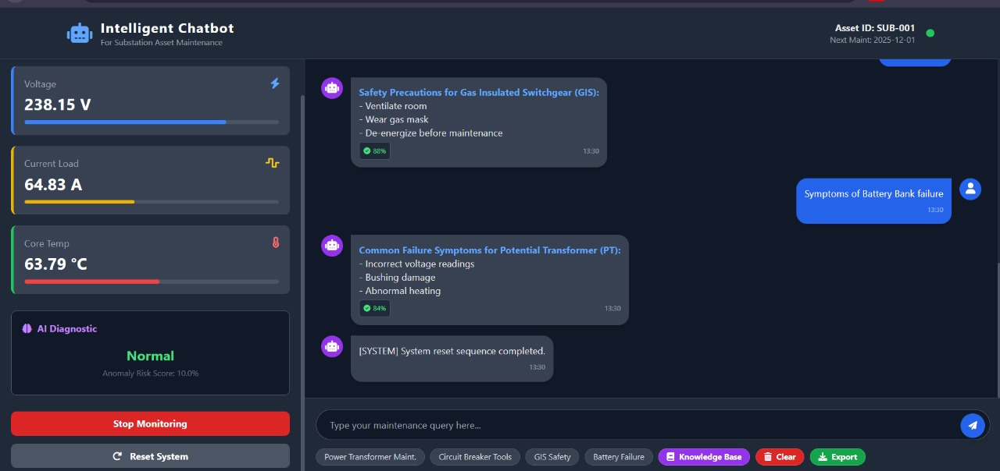 Intelligent Chatbot
For Substation Asset Maintenance
Asset ID: SUB-001
Next Maint: 2025-12-01
Voltage
238.15 V
Current Load
64.83 A
Core Temp
63.79 °C
AI Diagnostic
Normal
Anomaly Risk Score: 10.0%
Stop Monitoring
Reset System
Safety Precautions for Gas Insulated Switchgear (GIS):
- Ventilate room
- Wear gas mask
- De-energize before maintenance
88% 13:30
Symptoms of Battery Bank failure
13:30
Common Failure Symptoms for Potential Transformer (PT):
- Incorrect voltage readings
- Bushing damage
- Abnormal heating
84% 13:30
[SYSTEM] System reset sequence completed.
13:30
Type your maintenance query here...
Power Transformer Maint. Circuit Breaker Tools GIS Safety Battery Failure Knowledge Base Clear Export